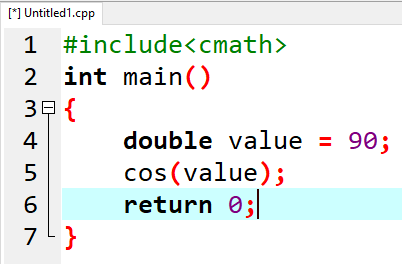 [*] Untitled1.cpp
1 #include<cmath>
2 int main()
3 {
4 double value = 90;
5 cos(value);
6 return 0;
7 }